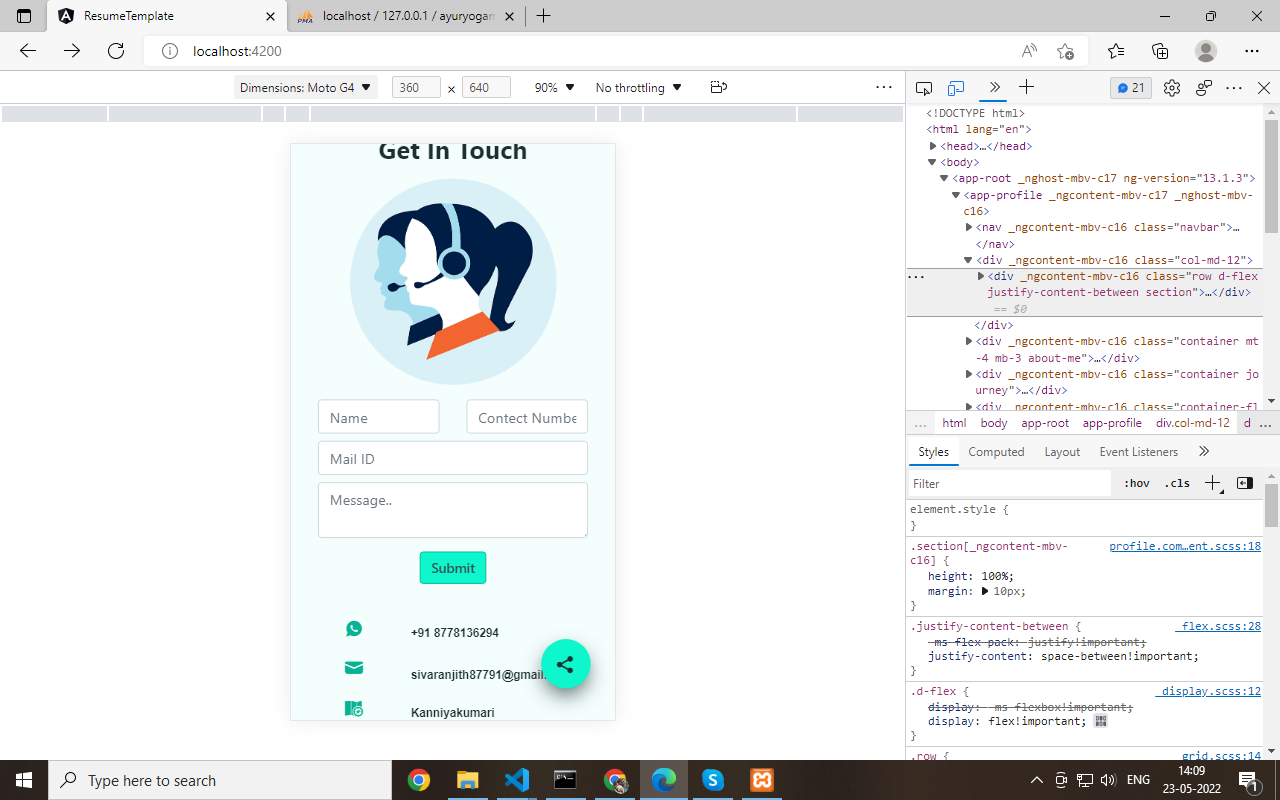 ResumeTemplate
localhost / 127.0.0.1 / ayuryogam
localhost:4200
Dimensions: Moto G4
360 x 640
90%
No throttling
21
Get In Touch
Name
Contect Numbe
Mail ID
Message..
Submit
+91 8778136294
sivaranjith87791@gmail.
Kanniyakumari
<!DOCTYPE html>
<html lang="en">
<head>…</head>
<body>
<app-root _nghost-mbv-c17 ng-version="13.1.3">
<app-profile _ngcontent-mbv-c17 _nghost-mbv-
c16>
<nav _ngcontent-mbv-c16 class="navbar">…
</nav>
<div _ngcontent-mbv-c16 class="col-md-12">
<div _ngcontent-mbv-c16 class="row d-flex
justify-content-between section">…</div>
== $0
</div>
<div _ngcontent-mbv-c16 class="container mt
-4 mb-3 about-me">…</div>
<div _ngcontent-mbv-c16 class="container jo
urney">…</div>
<div _ngcontent-mbv-c16 class="container-fl
... html body app-root app-profile div.col-md-12 d ...
Styles Computed Layout Event Listeners
Filter
:hov .cls
element.style {
}
.section[_ngcontent-mbv- profile.com…ent.scss:18
c16] {
height: 100%;
margin: 10px;
}
.justify-content-between { _flex.scss:28
-ms-flex-pack: justify!important;
justify-content: space-between!important;
}
.d-flex { _display.scss:12
display: -ms-flexbox!important;
display: flex!important;
}
.row { grid.scss:14
Type here to search
ENG
14:09
23-05-2022
1